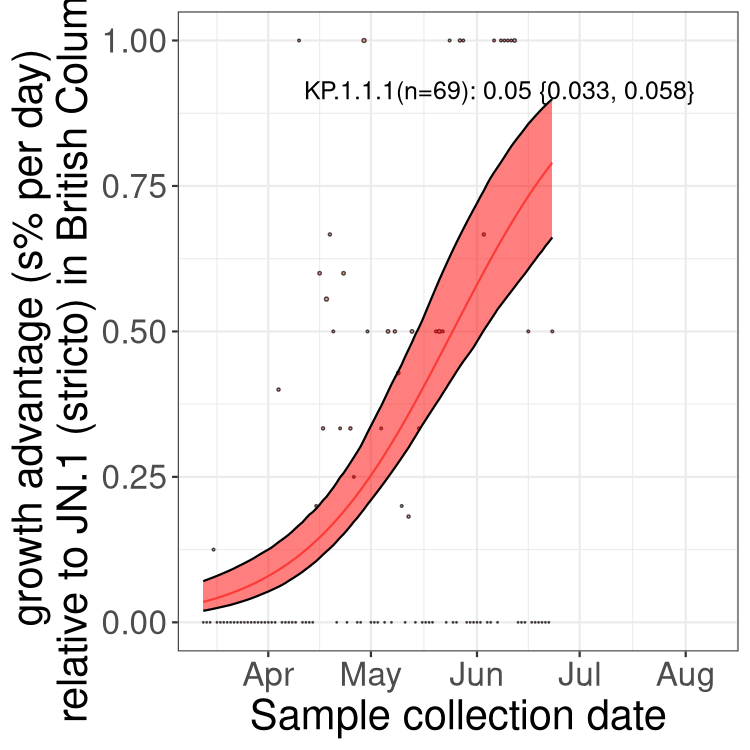 growth advantage (s% per day)
relative to JN.1 (stricto) in British Colum
1.00
0.75
0.50
0.25
0.00
KP.1.1.1(n=69): 0.05 {0.033, 0.058}
Apr May Jun Jul Aug
Sample collection date